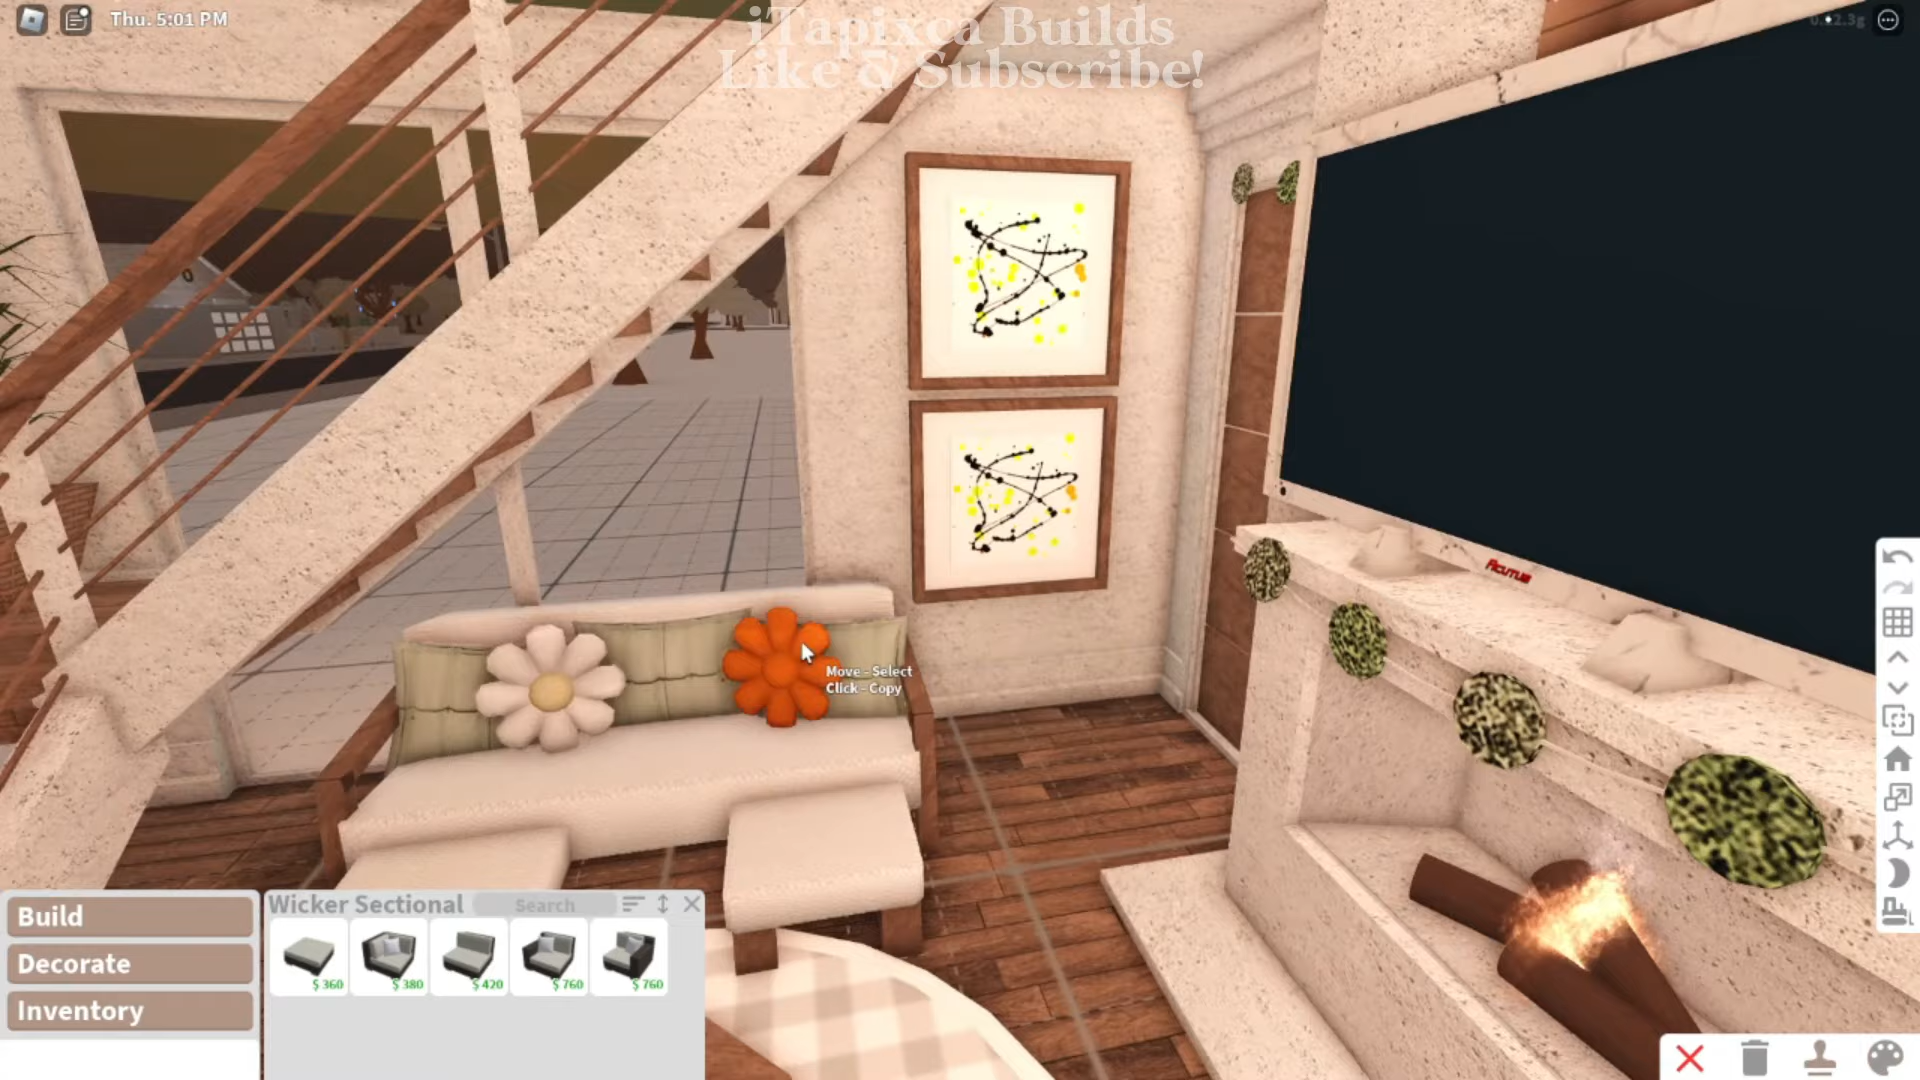 Thu. 5:01 PM
iTapixca Builds
Like & Subscribe!
Acutus
Move - Select
Click - Copy
Build
Decorate
Inventory
Wicker Sectional
Search
$ 360
$ 380
$ 420
$ 760
$ 760